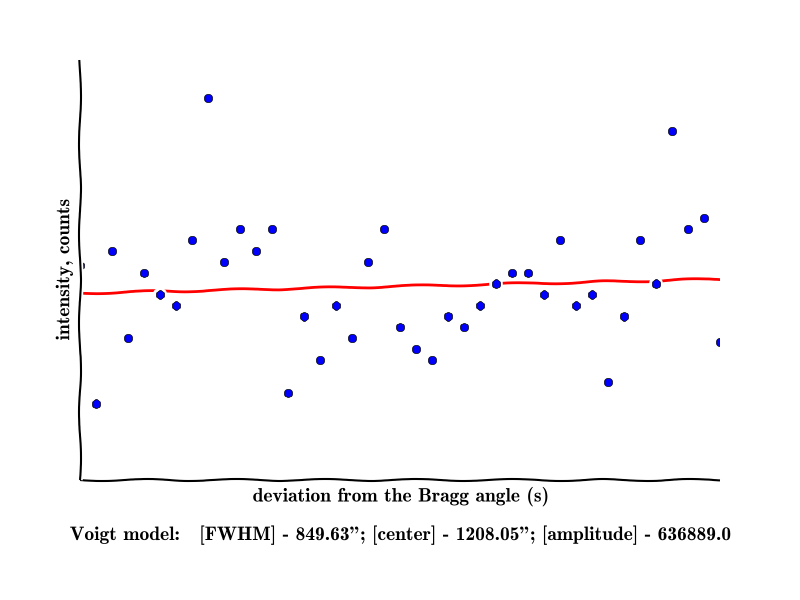 intensity, counts
deviation from the Bragg angle (s)
Voigt model: [FWHM] - 849.63”; [center] - 1208.05”; [amplitude] - 636889.0